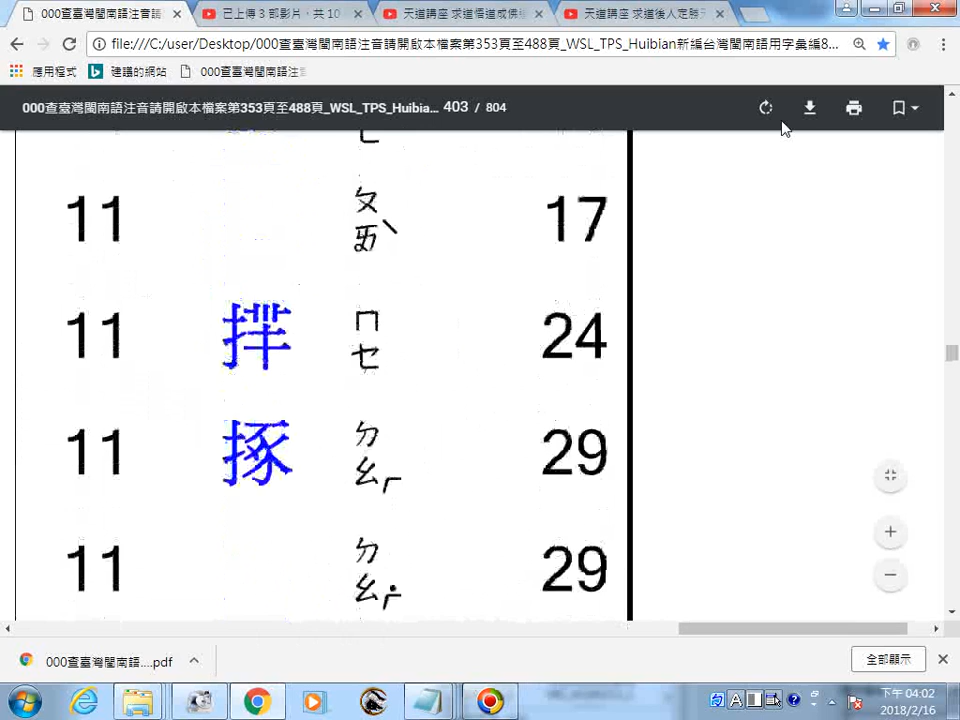 000查臺灣閩南語注音請
已上傳 3 部影片、共 10
天道講座 求道悟道成佛
天道講座 求道後人定勝
file:///C:/user/Desktop/000查臺灣閩南語注音請開啟本檔案第353頁至488頁_WSL_TPS_Huibian新編台灣閩南語用字彙編8...
應用程式
建議的網站
000查臺灣閩南語注音
000查臺灣閩南語注音請開啟本檔案第353頁至488頁_WSL_TPS_Huibia... 403 / 804
ㄝ
11 ㄆㄞˋ 17
11 ㄇㄝ 24
11 ㄉㄠ 29
11 ㄉㄠ 29
000查臺灣閩南語....pdf
全部顯示
下午 04:02
2018/2/16